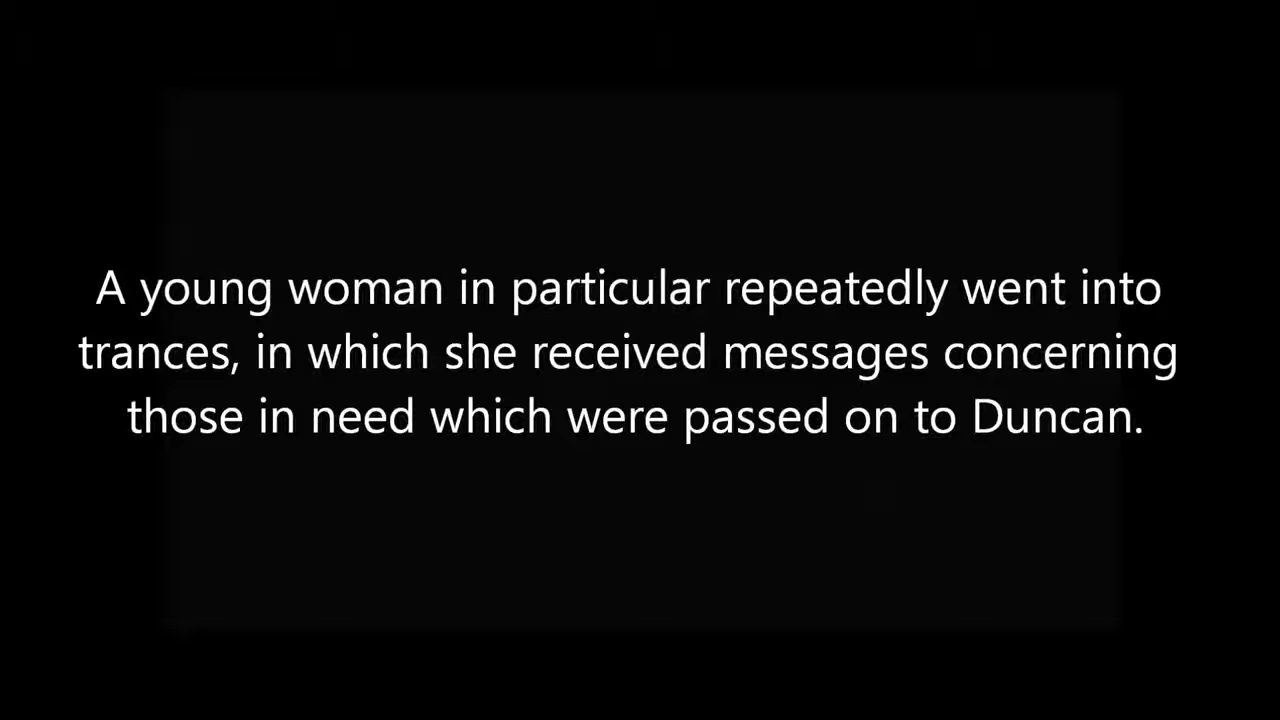 A young woman in particular repeatedly went into
trances, in which she received messages concerning
those in need which were passed on to Duncan.